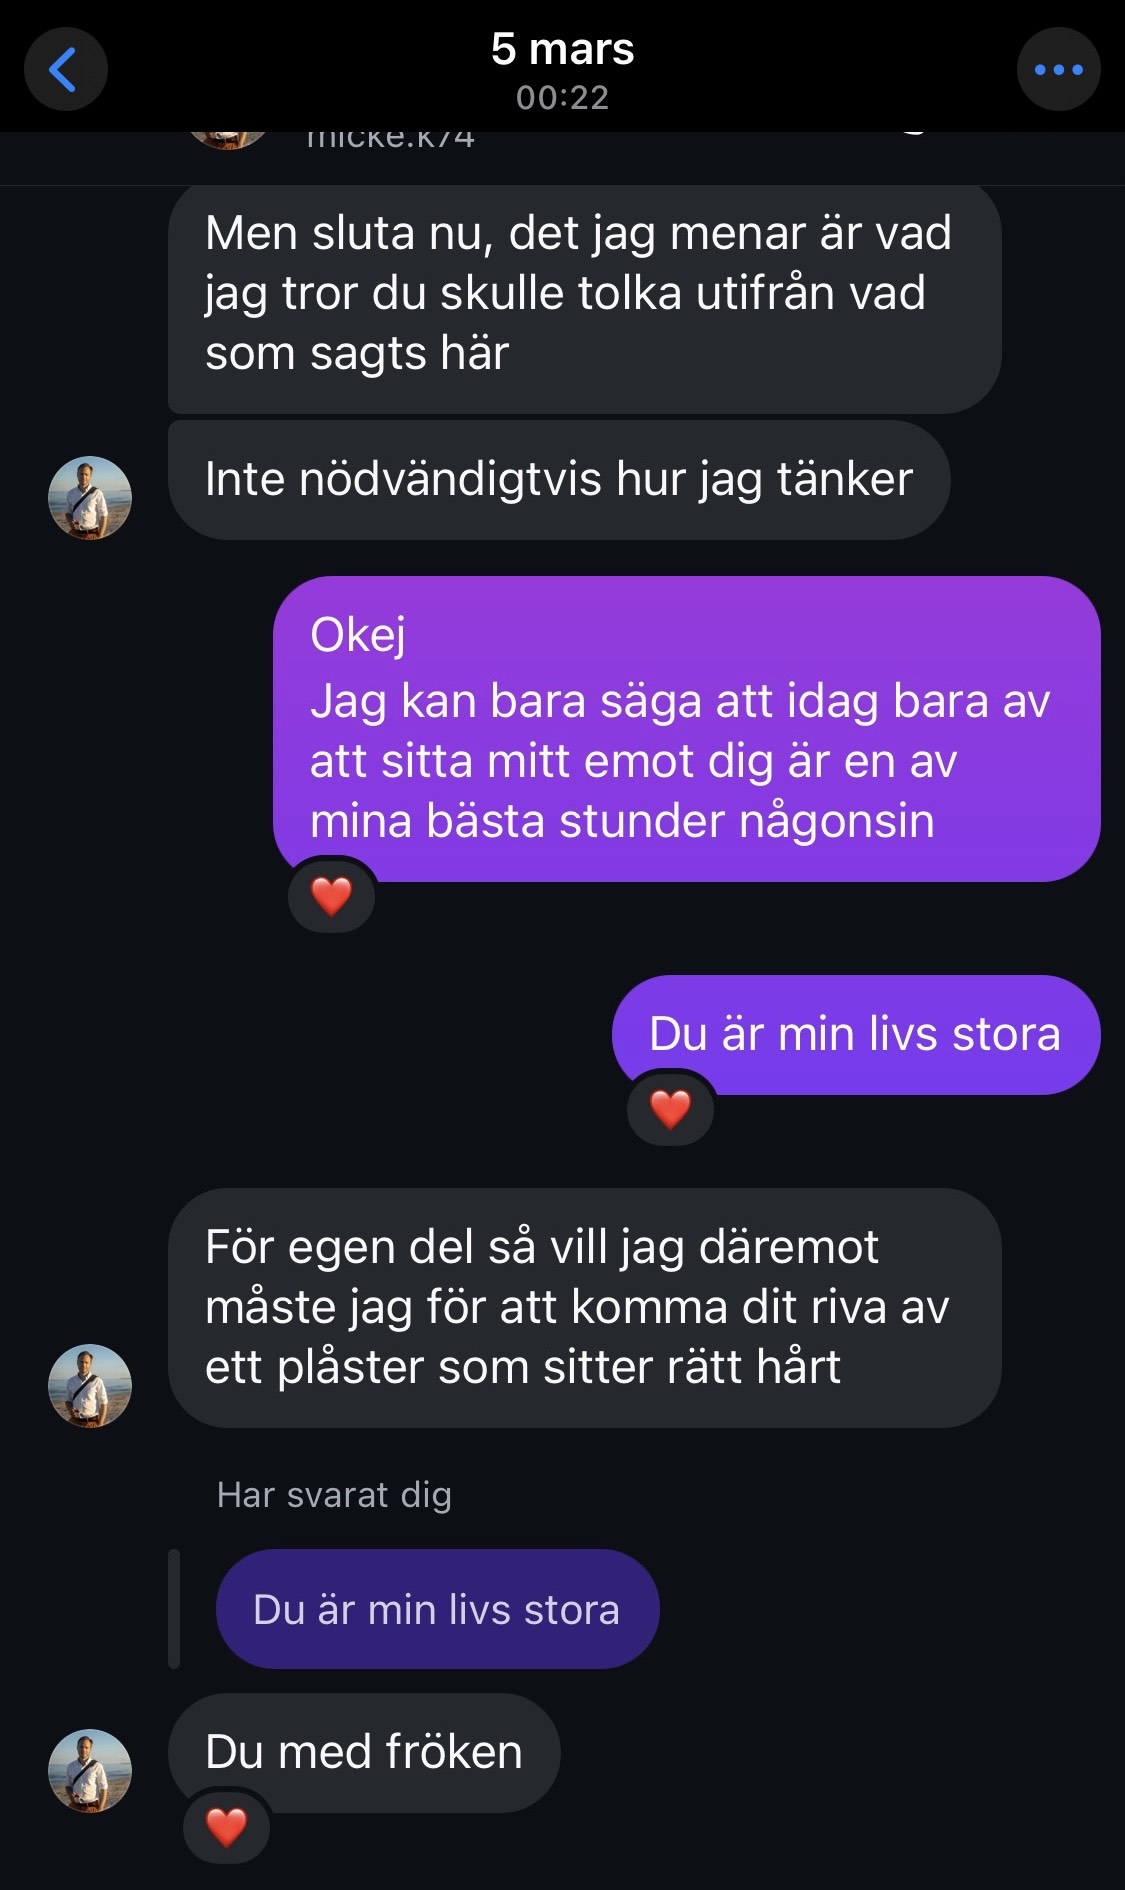 5 mars
00:22
micke.k74
Men sluta nu, det jag menar är vad
jag tror du skulle tolka utifrån vad
som sagts här
Inte nödvändigtvis hur jag tänker
Okej
Jag kan bara säga att idag bara av
att sitta mitt emot dig är en av
mina bästa stunder någonsin
Du är min livs stora
För egen del så vill jag däremot
måste jag för att komma dit riva av
ett plåster som sitter rätt hårt
Har svarat dig
Du är min livs stora
Du med fröken